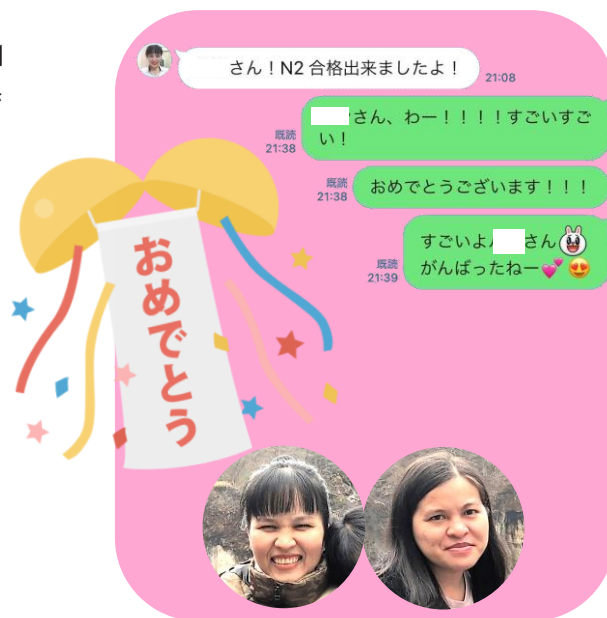 さん！N2 合格出来ましたよ！
21:08
さん、わー！！！！すごいすご
い！
既読
21:38
おめでとうございます！！！
既読
21:38
すごいよ さん
がんばったねー💕😍
既読
21:39
おめでとう